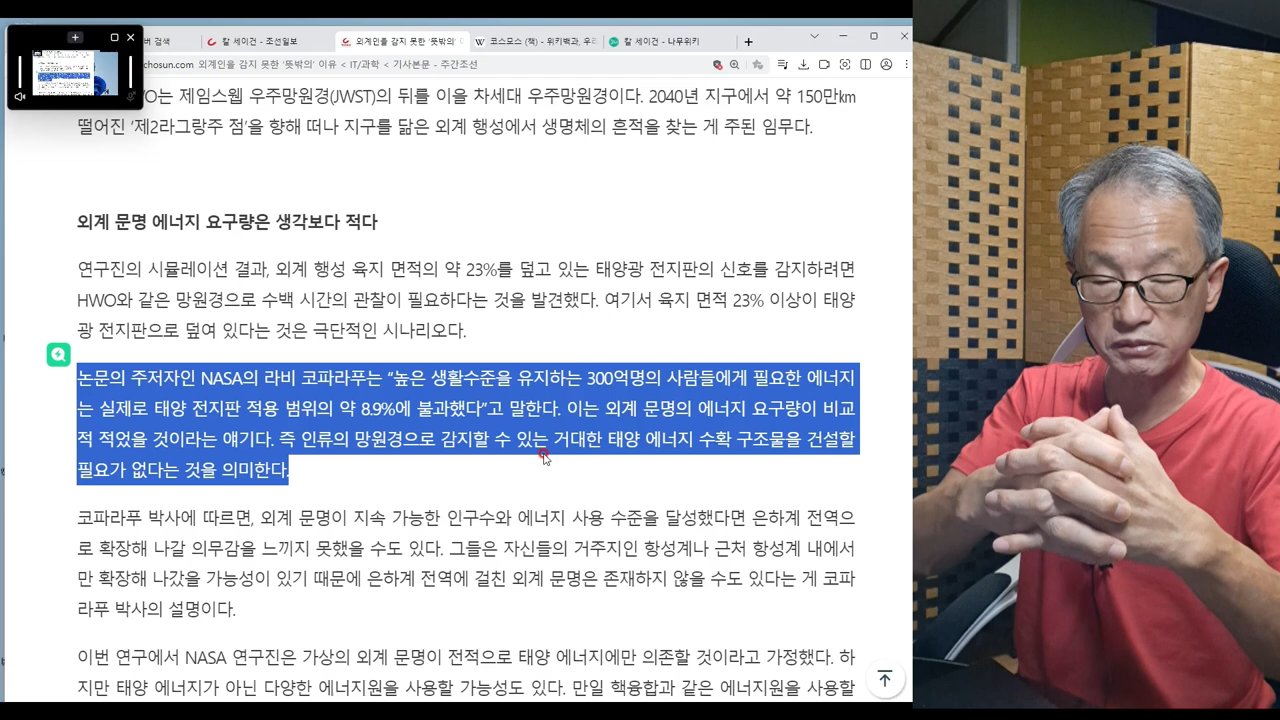 버 검색
칼 세이건 - 조선일보
외계인을 감지 못한 '뜻밖의'
코스모스 (책) - 위키백과, 우리
칼 세이건 - 나무위키
chosun.com 외계인을 감지 못한 '뜻밖의' 이유 < IT/과학 < 기사본문 - 주간조선
WO는 제임스웹 우주망원경(JWST)의 뒤를 이을 차세대 우주망원경이다. 2040년 지구에서 약 150만㎞
떨어진 '제2라그랑주 점'을 향해 떠나 지구를 닮은 외계 행성에서 생명체의 흔적을 찾는 게 주된 임무다.
외계 문명 에너지 요구량은 생각보다 적다
연구진의 시뮬레이션 결과, 외계 행성 육지 면적의 약 23%를 덮고 있는 태양광 전지판의 신호를 감지하려면
HWO와 같은 망원경으로 수백 시간의 관찰이 필요하다는 것을 발견했다. 여기서 육지 면적 23% 이상이 태양
광 전지판으로 덮여 있다는 것은 극단적인 시나리오다.
논문의 주저자인 NASA의 라비 코파라푸는 "높은 생활수준을 유지하는 300억명의 사람들에게 필요한 에너지
는 실제로 태양 전지판 적용 범위의 약 8.9%에 불과했다"고 말한다. 이는 외계 문명의 에너지 요구량이 비교
적 적었을 것이라는 얘기다. 즉 인류의 망원경으로 감지할 수 있는 거대한 태양 에너지 수확 구조물을 건설할
필요가 없다는 것을 의미한다.
코파라푸 박사에 따르면, 외계 문명이 지속 가능한 인구수와 에너지 사용 수준을 달성했다면 은하계 전역으
로 확장해 나갈 의무감을 느끼지 못했을 수도 있다. 그들은 자신들의 거주지인 항성계나 근처 항성계 내에서
만 확장해 나갔을 가능성이 있기 때문에 은하계 전역에 걸친 외계 문명은 존재하지 않을 수도 있다는 게 코파
라푸 박사의 설명이다.
이번 연구에서 NASA 연구진은 가상의 외계 문명이 전적으로 태양 에너지에만 의존할 것이라고 가정했다. 하
지만 태양 에너지가 아닌 다양한 에너지원을 사용할 가능성도 있다. 만일 핵융합과 같은 에너지원을 사용할